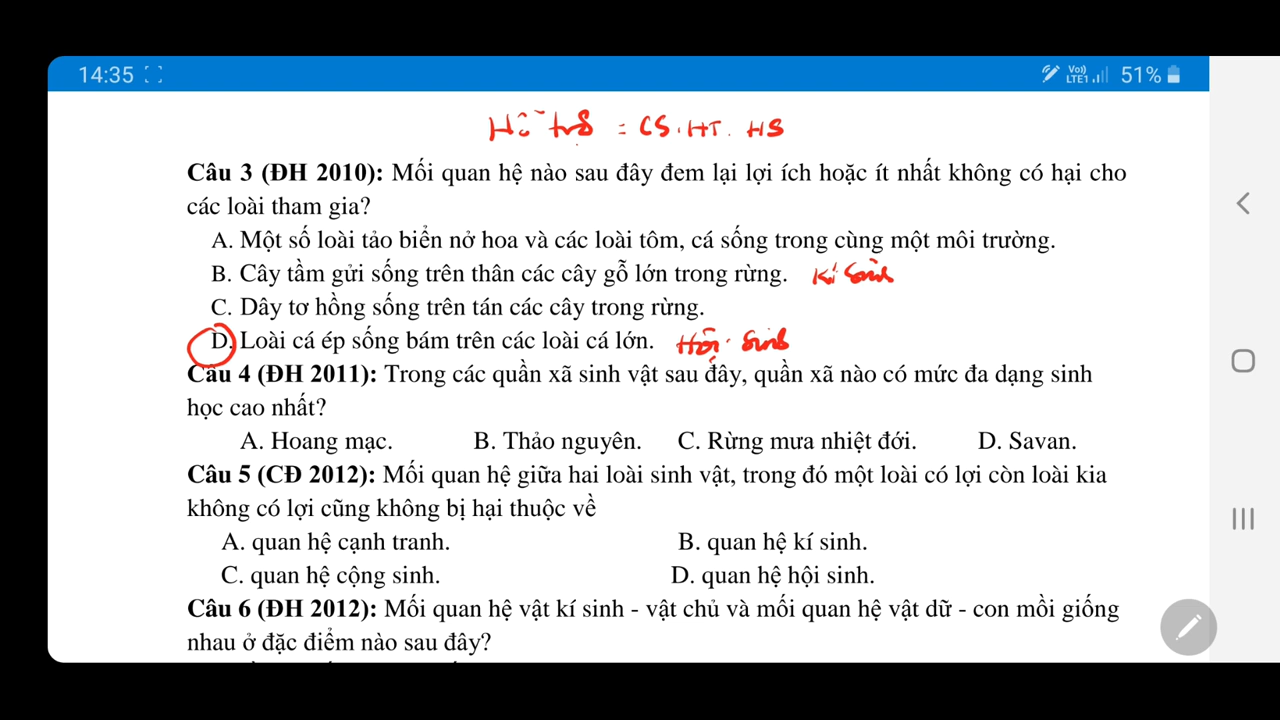 14:35 Vo)) LTE1 51%
Hỗ trợ = CS. HT. HS
Câu 3 (ĐH 2010): Mối quan hệ nào sau đây đem lại lợi ích hoặc ít nhất không có hại cho
các loài tham gia?
A. Một số loài tảo biển nở hoa và các loài tôm, cá sống trong cùng một môi trường.
B. Cây tầm gửi sống trên thân các cây gỗ lớn trong rừng. Kí sinh
C. Dây tơ hồng sống trên tán các cây trong rừng.
D. Loài cá ép sống bám trên các loài cá lớn. Hội sinh
Câu 4 (ĐH 2011): Trong các quần xã sinh vật sau đây, quần xã nào có mức đa dạng sinh
học cao nhất?
A. Hoang mạc. B. Thảo nguyên. C. Rừng mưa nhiệt đới. D. Savan.
Câu 5 (CĐ 2012): Mối quan hệ giữa hai loài sinh vật, trong đó một loài có lợi còn loài kia
không có lợi cũng không bị hại thuộc về
A. quan hệ cạnh tranh. B. quan hệ kí sinh.
C. quan hệ cộng sinh. D. quan hệ hội sinh.
Câu 6 (ĐH 2012): Mối quan hệ vật kí sinh - vật chủ và mối quan hệ vật dữ - con mồi giống
nhau ở đặc điểm nào sau đây?